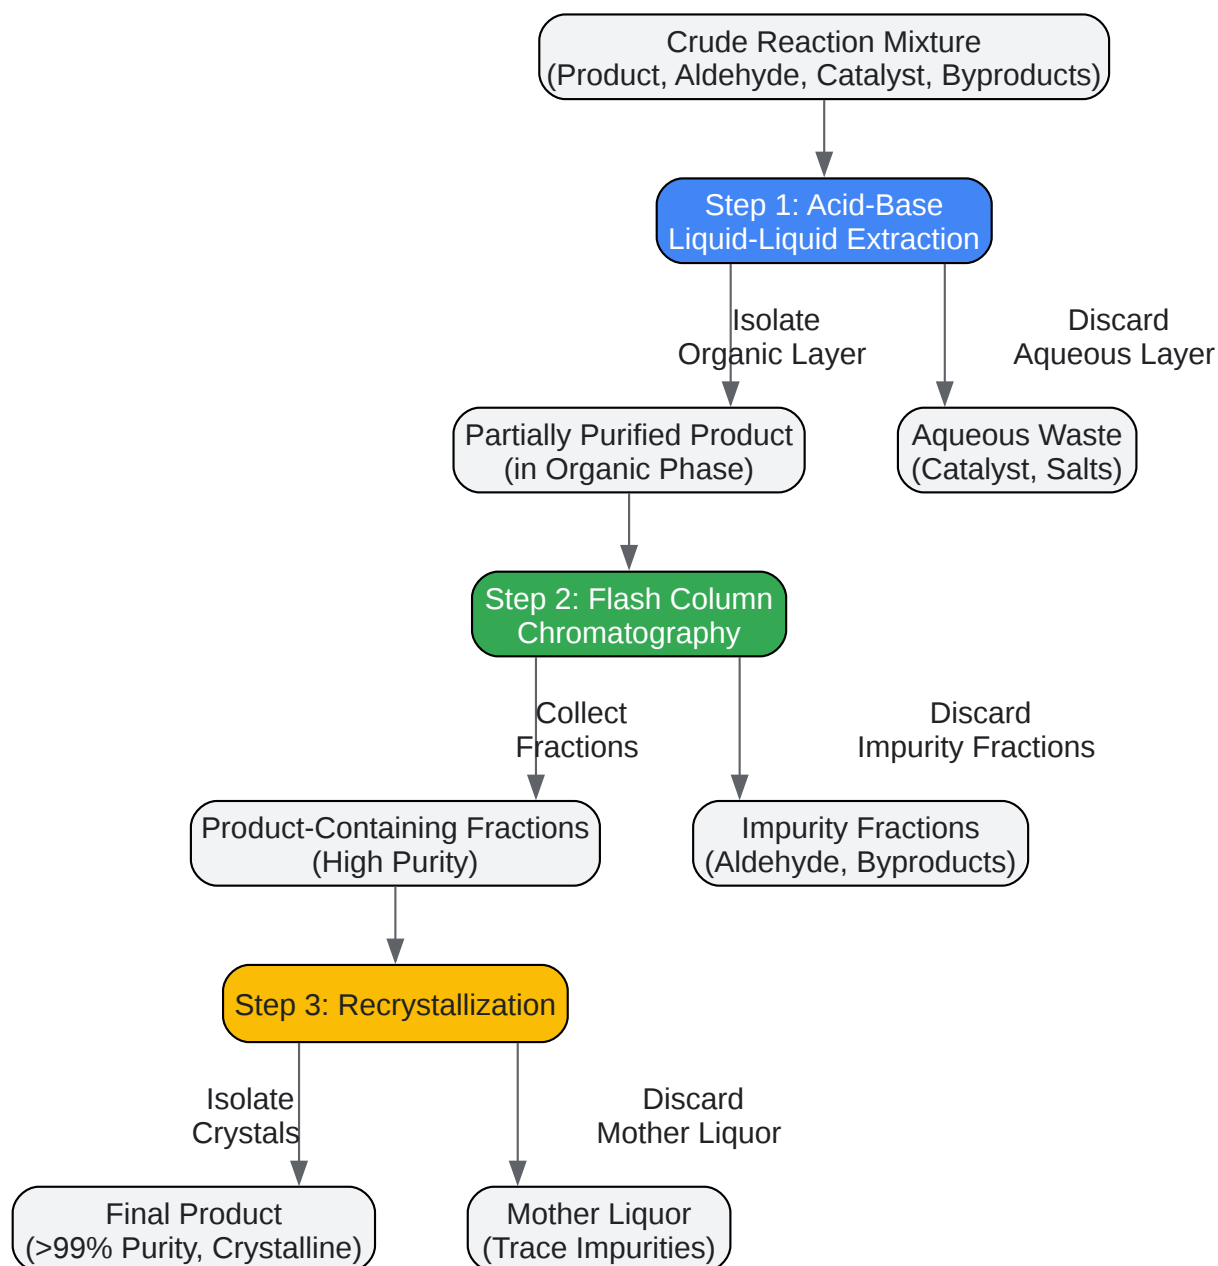 Crude Reaction Mixture
(Product, Aldehyde, Catalyst, Byproducts)
Step 1: Acid-Base
Liquid-Liquid Extraction
Isolate
Organic Layer
Discard
Aqueous Layer
Partially Purified Product
(in Organic Phase)
Aqueous Waste
(Catalyst, Salts)
Step 2: Flash Column
Chromatography
Collect
Fractions
Discard
Impurity Fractions
Product-Containing Fractions
(High Purity)
Impurity Fractions
(Aldehyde, Byproducts)
Step 3: Recrystallization
Isolate
Crystals
Discard
Mother Liquor
Final Product
(>99% Purity, Crystalline)
Mother Liquor
(Trace Impurities)